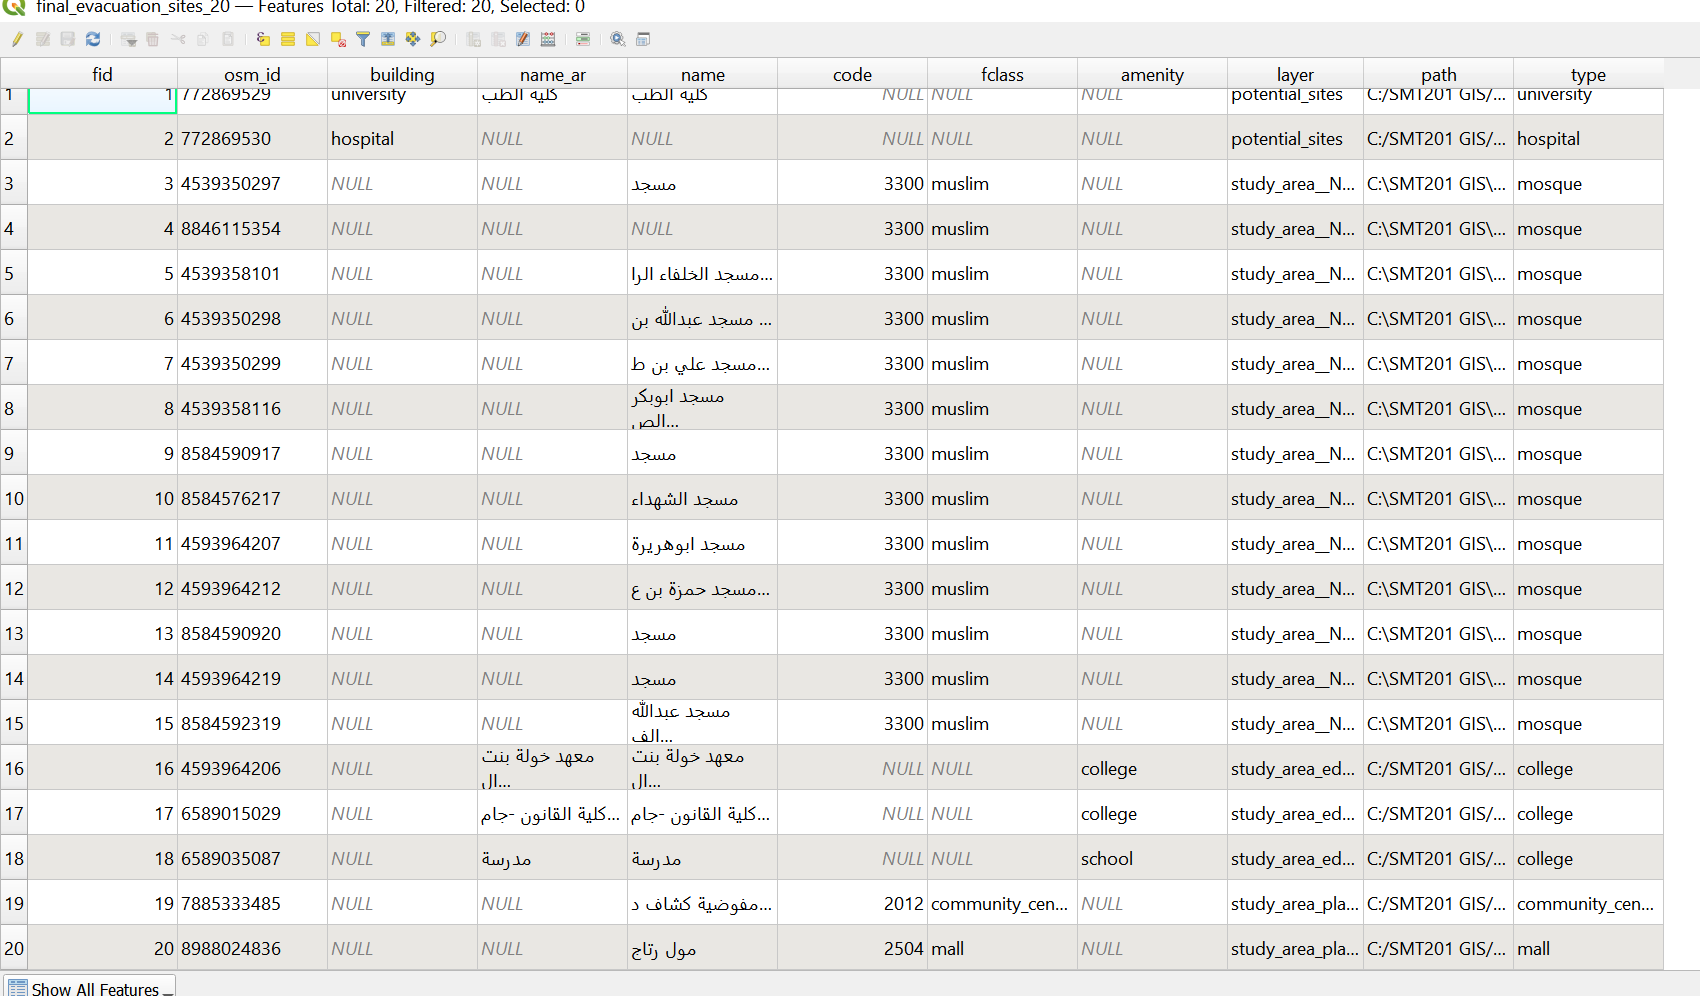 final_evacuation_sites_20 — Features Total: 20, Filtered: 20, Selected: 0
fid osm_id building name_ar name code fclass amenity layer path type
1 1 772869529 university كلية الطب كلية الطب NULL NULL NULL potential_sites C:/SMT201 GIS/... university
2 2 772869530 hospital NULL NULL NULL NULL NULL potential_sites C:/SMT201 GIS/... hospital
3 3 4539350297 NULL NULL مسجد 3300 muslim NULL study_area__N... C:\SMT201 GIS\... mosque
4 4 8846115354 NULL NULL NULL 3300 muslim NULL study_area__N... C:\SMT201 GIS\... mosque
5 5 4539358101 NULL NULL مسجد الخلفاء الرا... 3300 muslim NULL study_area__N... C:\SMT201 GIS\... mosque
6 6 4539350298 NULL NULL مسجد عبدالله بن ... 3300 muslim NULL study_area__N... C:\SMT201 GIS\... mosque
7 7 4539350299 NULL NULL مسجد علي بن ط... 3300 muslim NULL study_area__N... C:\SMT201 GIS\... mosque
8 8 4539358116 NULL NULL مسجد ابوبكر الص... 3300 muslim NULL study_area__N... C:\SMT201 GIS\... mosque
9 9 8584590917 NULL NULL مسجد 3300 muslim NULL study_area__N... C:\SMT201 GIS\... mosque
10 10 8584576217 NULL NULL مسجد الشهداء 3300 muslim NULL study_area__N... C:\SMT201 GIS\... mosque
11 11 4593964207 NULL NULL مسجد ابوهريرة 3300 muslim NULL study_area__N... C:\SMT201 GIS\... mosque
12 12 4593964212 NULL NULL مسجد حمزة بن ع... 3300 muslim NULL study_area__N... C:\SMT201 GIS\... mosque
13 13 8584590920 NULL NULL مسجد 3300 muslim NULL study_area__N... C:\SMT201 GIS\... mosque
14 14 4593964219 NULL NULL مسجد 3300 muslim NULL study_area__N... C:\SMT201 GIS\... mosque
15 15 8584592319 NULL NULL مسجد عبدالله الف... 3300 muslim NULL study_area__N... C:\SMT201 GIS\... mosque
16 16 4593964206 NULL معهد خولة بنت ال... معهد خولة بنت ال... NULL NULL college study_area_ed... C:/SMT201 GIS/... college
17 17 6589015029 NULL كلية القانون -جام... كلية القانون -جام... NULL NULL college study_area_ed... C:/SMT201 GIS/... college
18 18 6589035087 NULL مدرسة مدرسة NULL NULL school study_area_ed... C:/SMT201 GIS/... college
19 19 7885333485 NULL NULL مفوضية كشاف د... 2012 community_cen... NULL study_area_pla... C:/SMT201 GIS/... community_cen...
20 20 8988024836 NULL NULL مول رتاج 2504 mall NULL study_area_pla... C:/SMT201 GIS/... mall
Show All Features